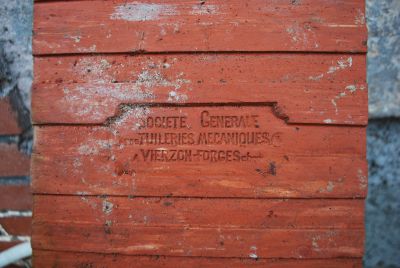 SOCIETE GENERALE
TUILERIES MECANIQUES
VIERZON-FORGES